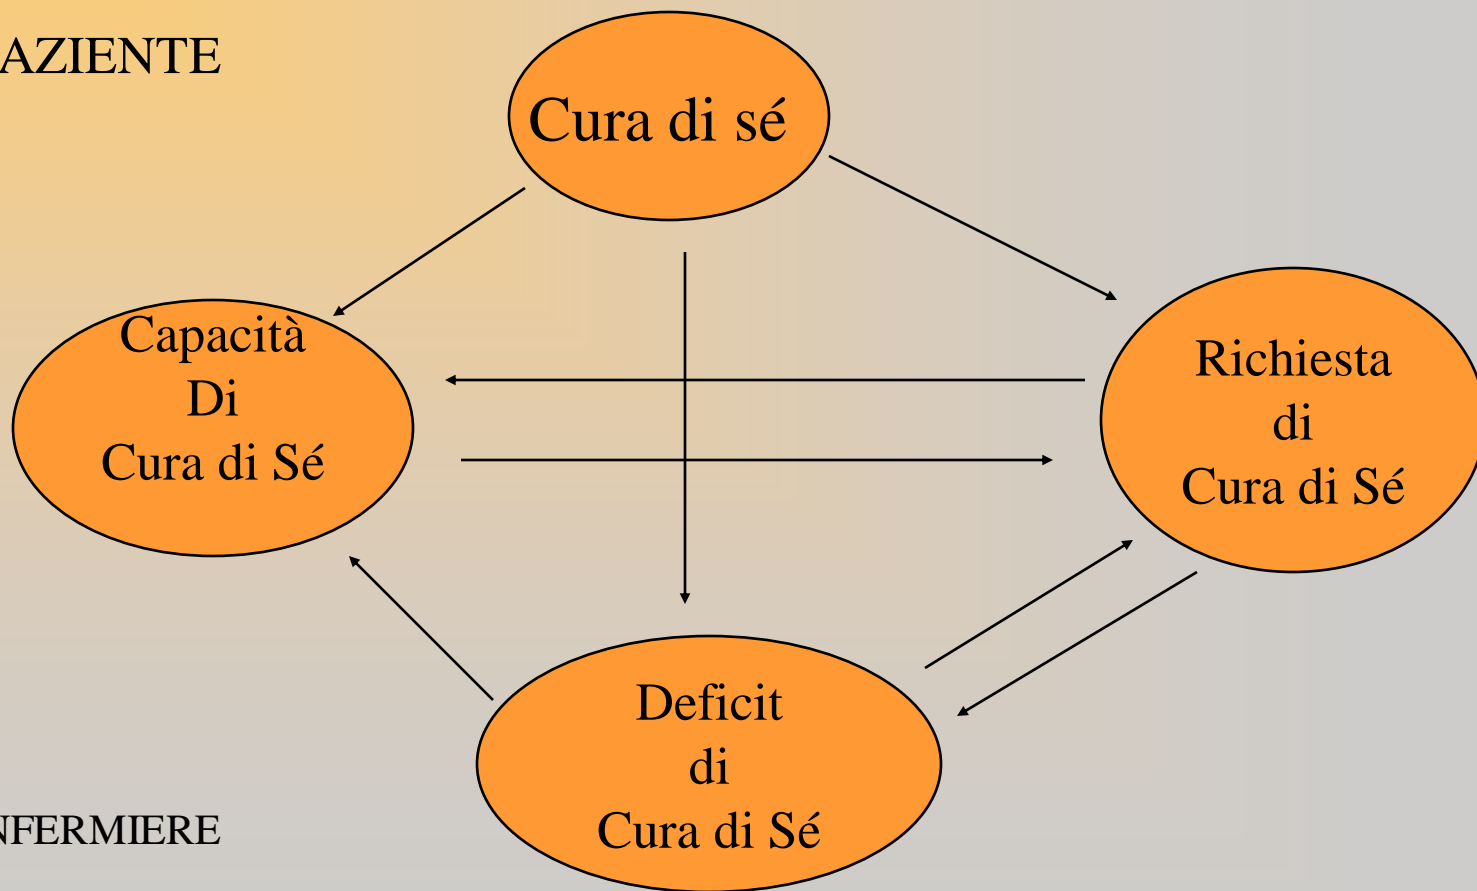 AZIENTE
Cura di sé
Capacità
Di
Cura di Sé
Richiesta
di
Cura di Sé
Deficit
di
Cura di Sé
NFERMIERE